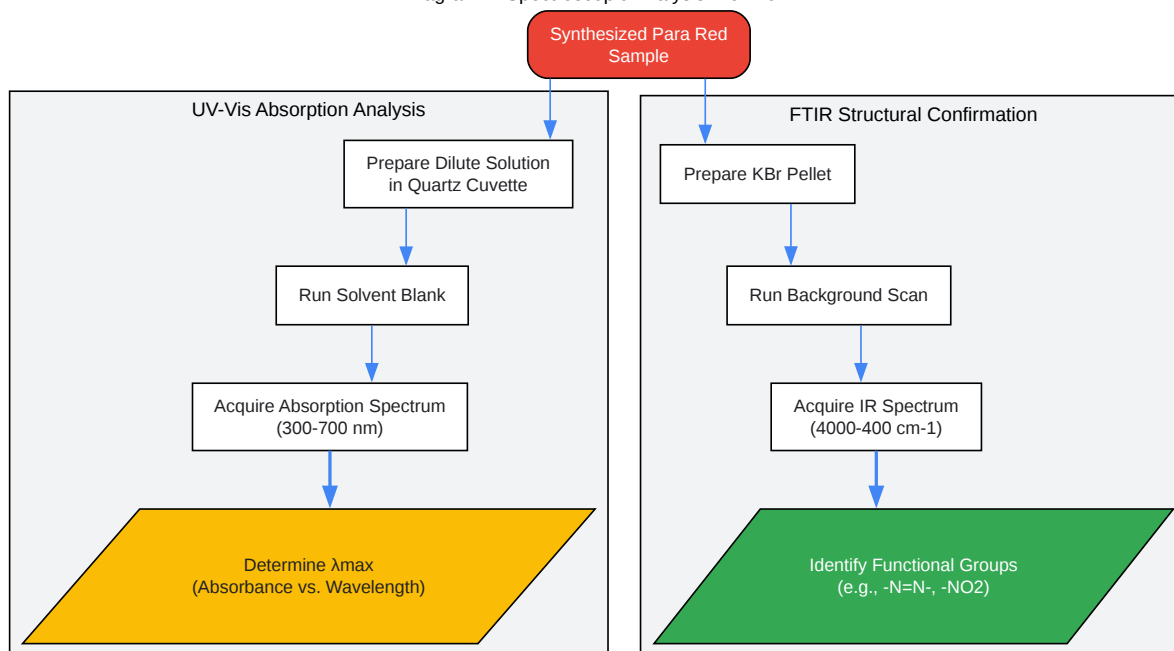 Synthesized Para Red
Sample
UV-Vis Absorption Analysis
Prepare Dilute Solution
in Quartz Cuvette
Run Solvent Blank
Acquire Absorption Spectrum
(300-700 nm)
Determine λmax
(Absorbance vs. Wavelength)
FTIR Structural Confirmation
Prepare KBr Pellet
Run Background Scan
Acquire IR Spectrum
(4000-400 cm-1)
Identify Functional Groups
(e.g., -N=N-, -NO2)